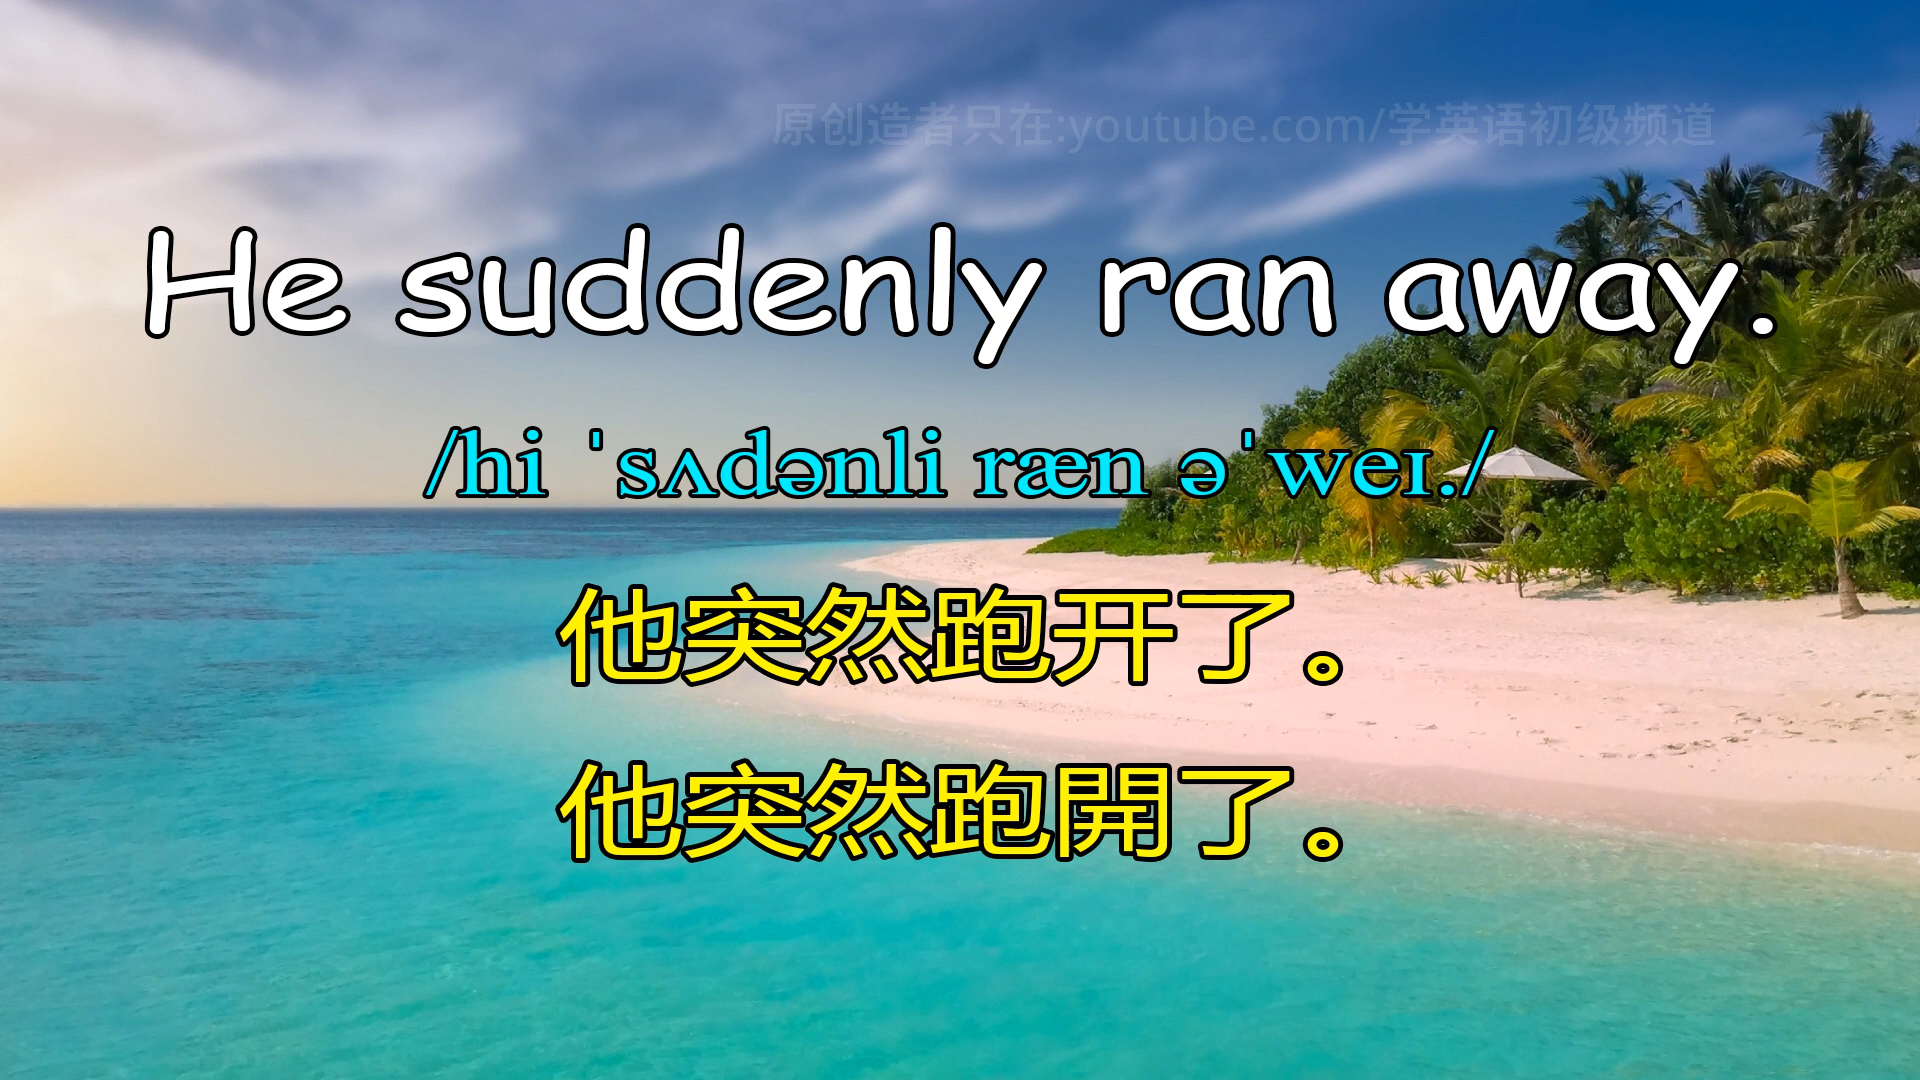 原创造者只在:youtube.com/学英语初级频道
He suddenly ran away.
/hi ˈsʌdənli ræn əˈweɪ./
他突然跑开了。
他突然跑開了。